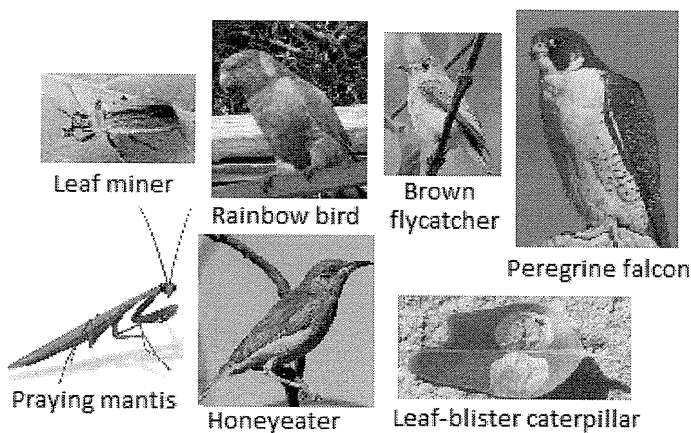 Leaf miner
Rainbow bird
Brown
flycatcher
Peregrine falcon
Praying mantis
Honeyeater
Leaf-blister caterpillar